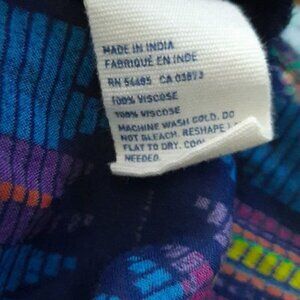 MADE IN INDIA
FABRIQUÉ EN INDE
RN 54485 CA 03873
100% VISCOSE
100% VISCOSE
MACHINE WASH COLD. DO
NOT BLEACH. RESHAPE
FLAT TO DRY. COOL
NEEDED.